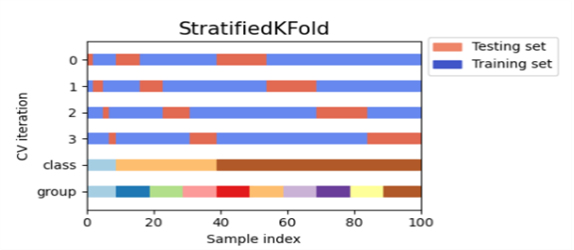 StratifiedKFold
Testing set
Training set
CV iteration
0
1
2
3
class
group
0 20 40 60 80 100
Sample index